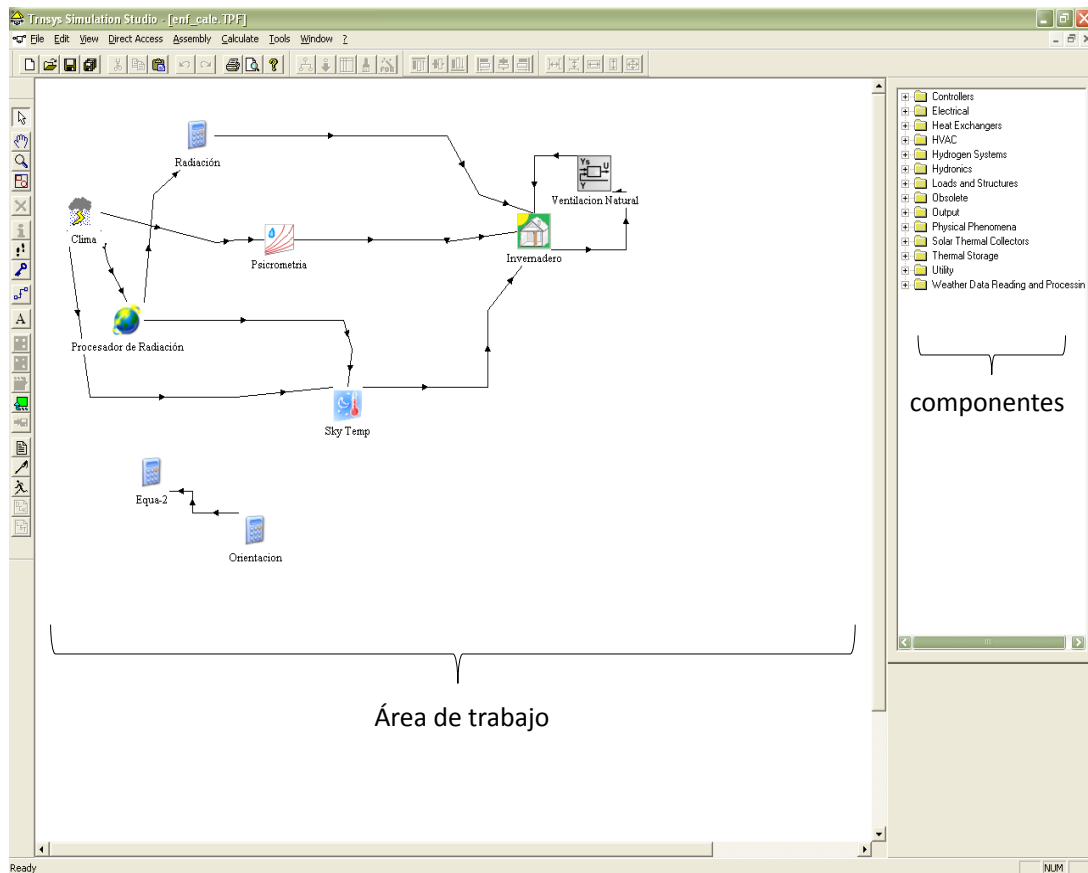 Trnsys Simulation Studio - [enf_cale.TPF]
File Edit View Direct Access Assembly Calculate Tools Window ?
Radiación
Clima
Psicrometria
Ys U
Y
Ventilacion Natural
Invernadero
Procesador de Radiación
Sky Temp
Equa-2
Orientacion
Área de trabajo
Controllers
Electrical
Heat Exchangers
HVAC
Hydrogen Systems
Hydronics
Loads and Structures
Obsolete
Output
Physical Phenomena
Solar Thermal Collectors
Thermal Storage
Utility
Weather Data Reading and Processin
componentes
Ready
NUM